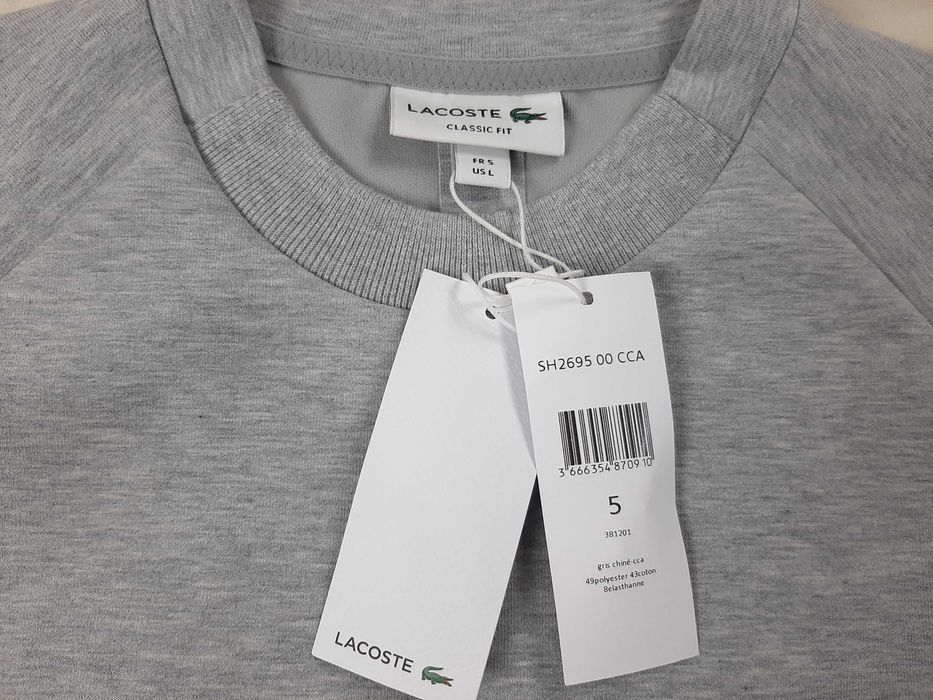 LACOSTE
CLASSIC FIT
FR 5
US L
SH2695 00 CCA
3 666354 870910
5
381201
gris chiné-cca
49polyester 43coton
8elasthanne
LACOSTE